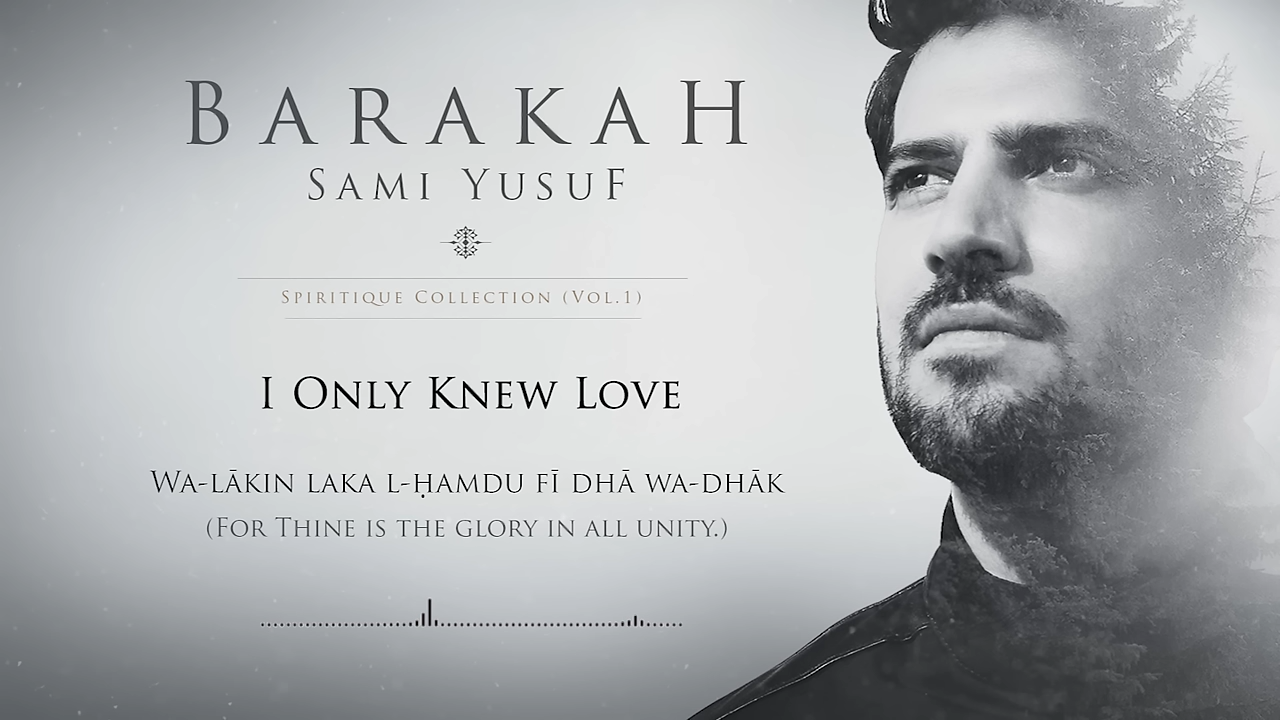 Barakah
Sami Yusuf
Spiritique Collection (Vol.1)
I Only Knew Love
Wa-lākin laka l-ḥamdu fī dhā wa-dhāk
(For Thine is the glory in all unity.)